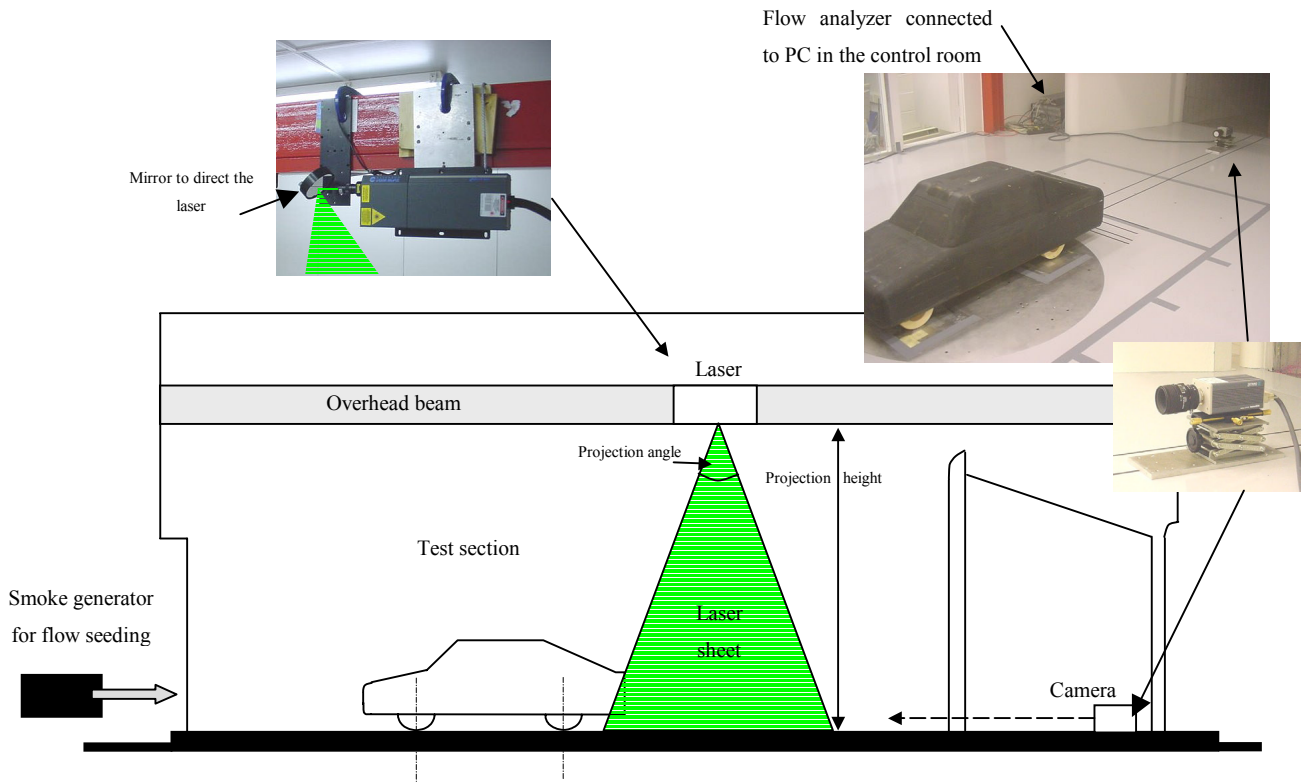 Flow analyzer connected
to PC in the control room
Mirror to direct the
laser
Laser
Overhead beam
Projection angle
Projection height
Test section
Smoke generator
for flow seeding
Laser
sheet
Camera